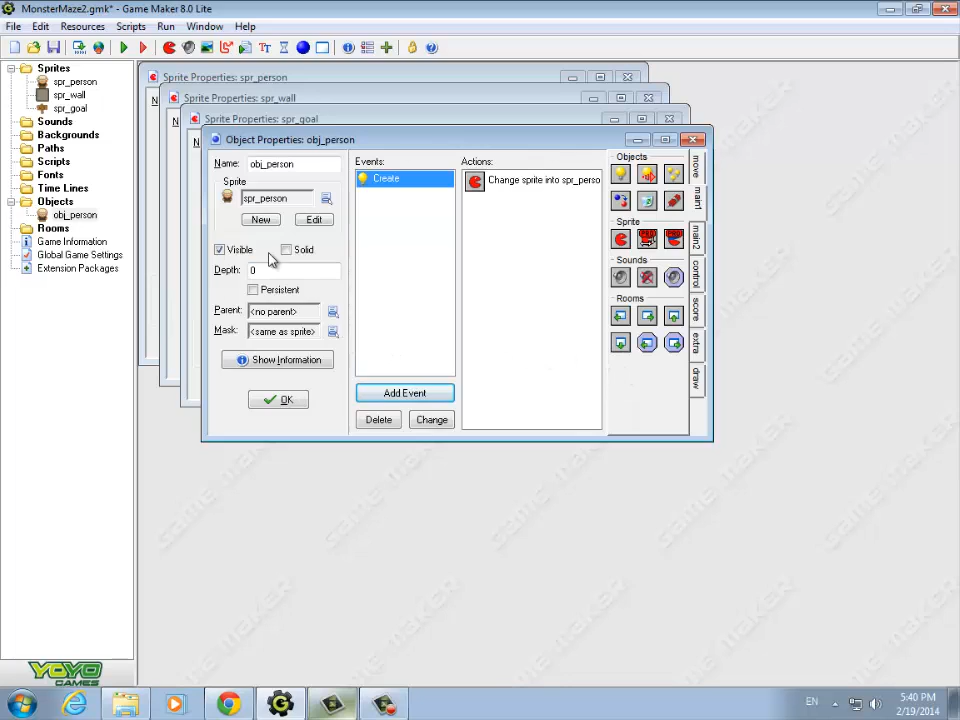 MonsterMaze2.gmk* - Game Maker 8.0 Lite
File Edit Resources Scripts Run Window Help
Sprites
spr_person
spr_wall
spr_goal
Sounds
Backgrounds
Paths
Scripts
Fonts
Time Lines
Objects
obj_person
Rooms
Game Information
Global Game Settings
Extension Packages
YOYO
GAMES
Sprite Properties: spr_person
Sprite Properties: spr_wall
Sprite Properties: spr_goal
Object Properties: obj_person
Name: obj_person
Sprite
spr_person
New Edit
Visible Solid
Depth: 0
Persistent
Parent: <no parent>
Mask: <same as sprite>
Show Information
OK
Events:
Create
Add Event
Delete Change
Actions:
Change sprite into spr_perso
Objects
Sprite
Sounds
Rooms
move
main1
main2
control
score
extra
draw
EN
5:40 PM
2/19/2014